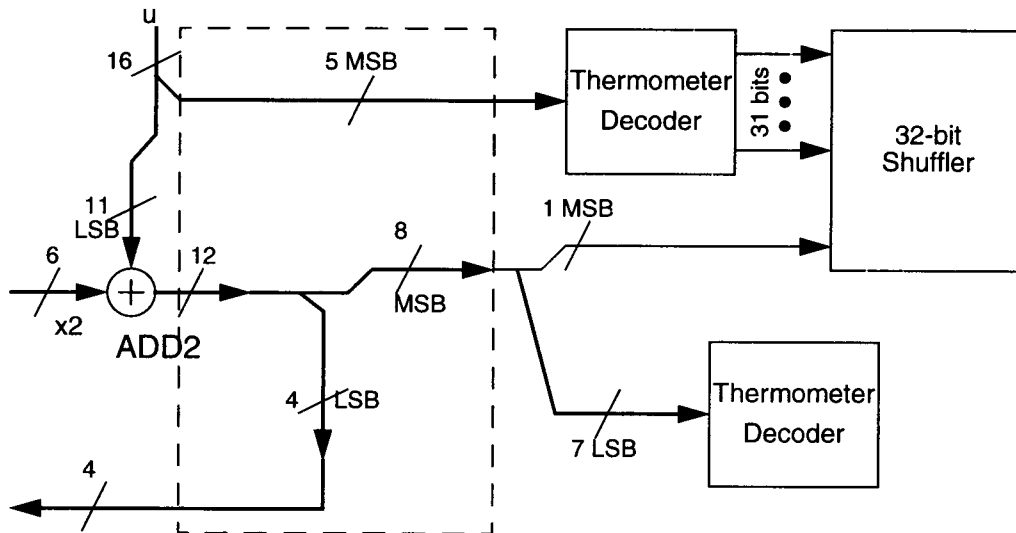 u
16
5 MSB
Thermometer
Decoder
31 bits
32-bit
Shuffler
11
LSB
1 MSB
6
12
8
MSB
x2
ADD2
4 LSB
Thermometer
Decoder
7 LSB
4